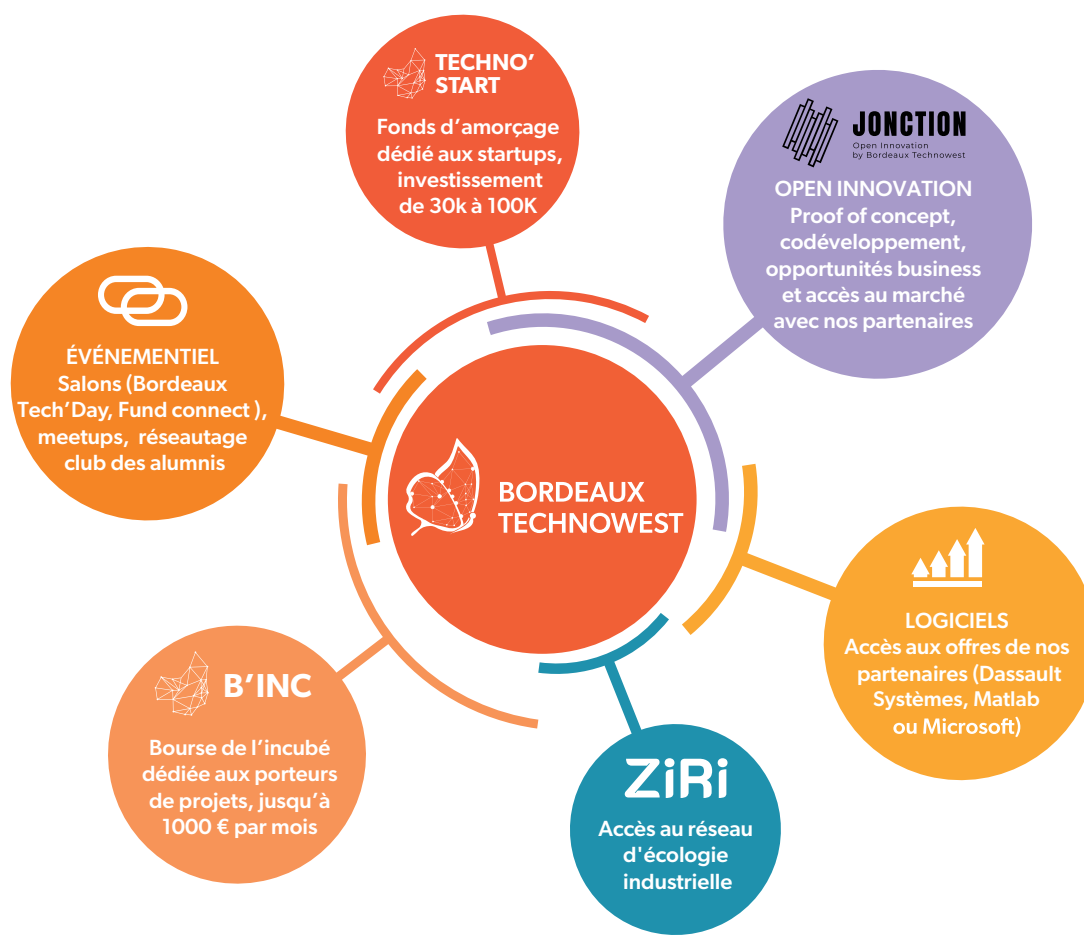 TECHNO'
START
Fonds d'amorçage
dédié aux startups,
investissement
de 30k à 100K
JONCTION
Open Innovation
by Bordeaux Technowest
OPEN INNOVATION
Proof of concept,
codéveloppement,
opportunités business
et accès au marché
avec nos partenaires
ÉVÉNEMENTIEL
Salons (Bordeaux
Tech'Day, Fund connect ),
meetups, réseautage
club des alumnis
BORDEAUX
TECHNOWEST
LOGICIELS
Accès aux offres de nos
partenaires (Dassault
Systèmes, Matlab
ou Microsoft)
B'INC
Bourse de l'incubé
dédiée aux porteurs
de projets, jusqu'à
1000 € par mois
ZiRi
Accès au réseau
d'écologie
industrielle